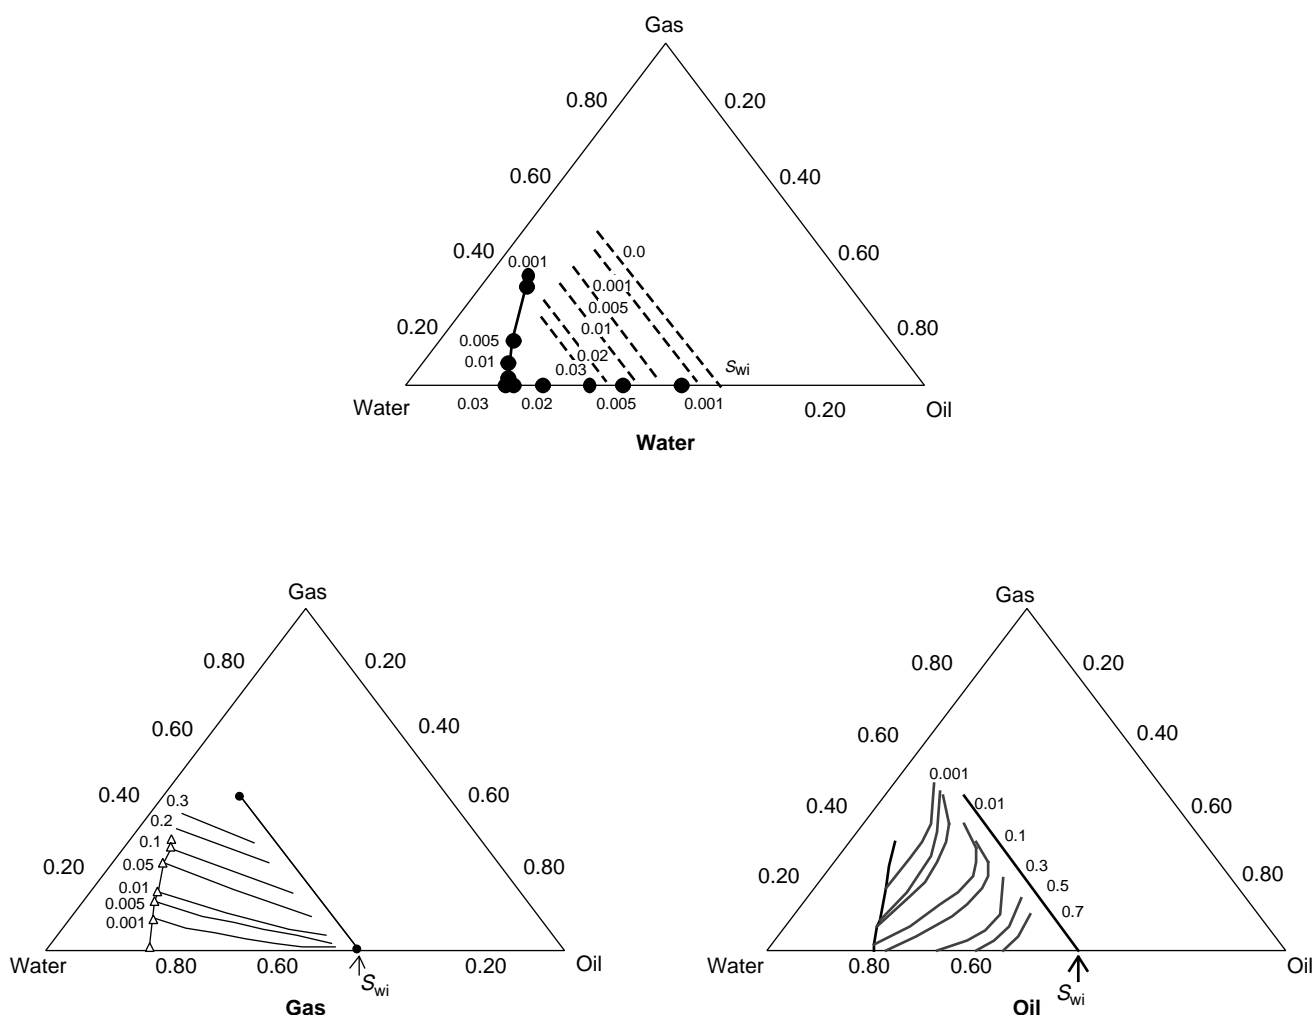 Gas
0.80 0.20
0.60 0.40
0.40 0.0 0.60
0.001
0.001
0.005
0.20 0.01 0.80
0.005
0.01 0.02
0.03 Swi
Water 0.03 0.02 0.005 0.001 0.20 Oil
Water
Gas
0.80 0.20
0.60 0.40
0.40 0.3 0.60
0.2
0.1
0.20 0.05 0.80
0.01
0.005
0.001
Water 0.80 0.60 0.20 Oil
Swi
Gas
Gas
0.80 0.20
0.60 0.40
0.001
0.40 0.01 0.60
0.1
0.20 0.3 0.80
0.5
0.7
Water 0.80 0.60 Oil
Swi
Oil